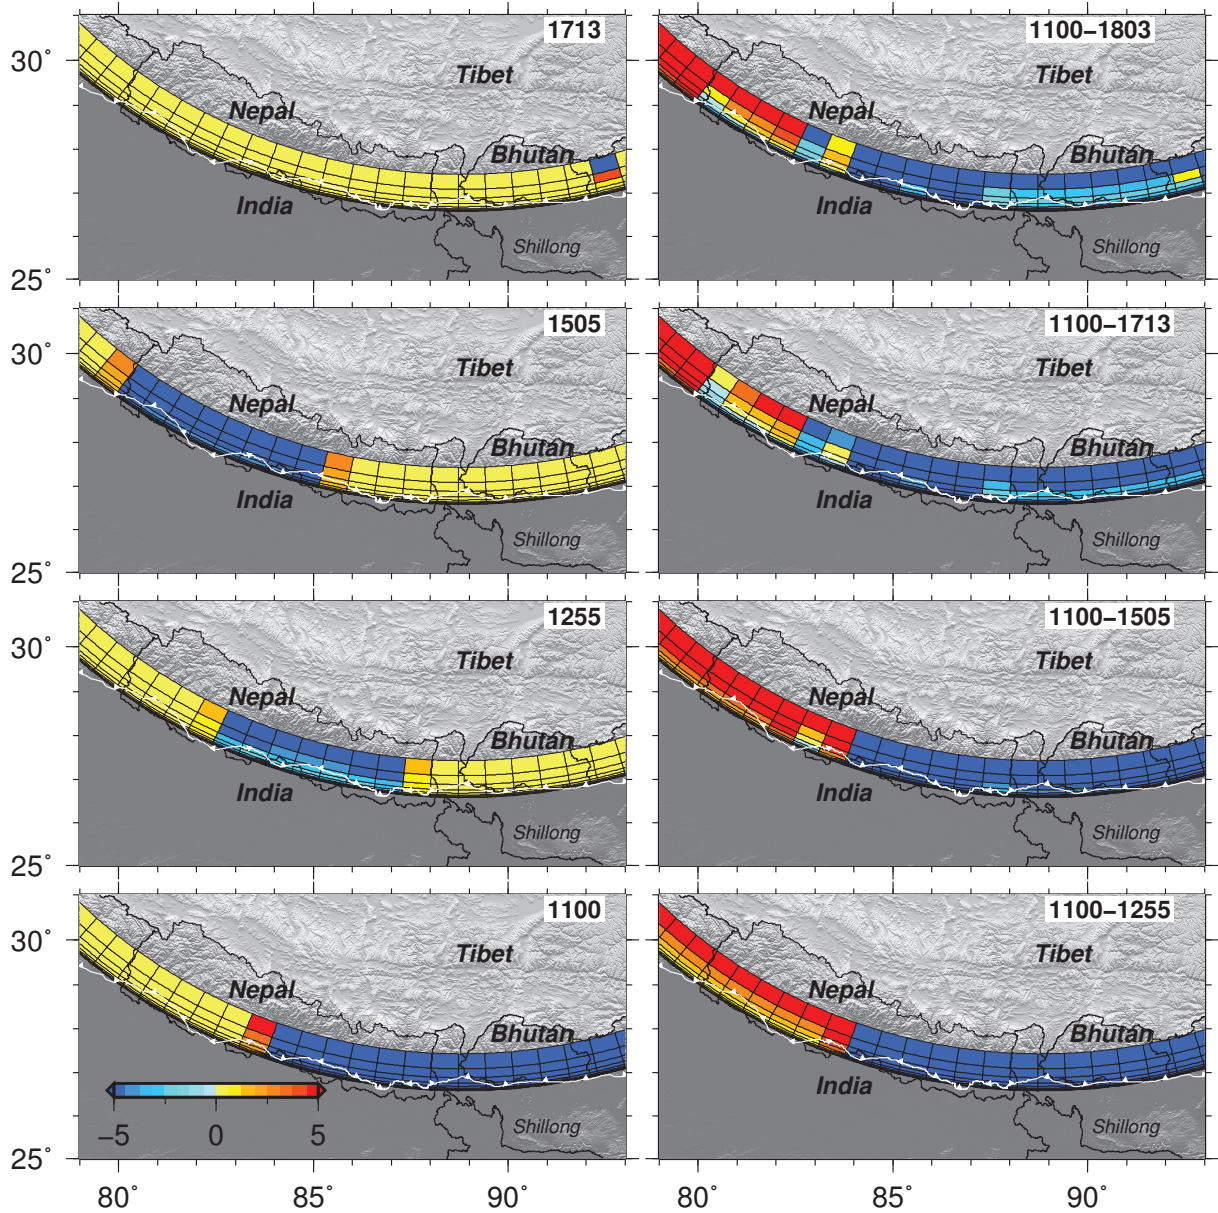 1713
30°
Tibet
Nepal
Bhutan
India
Shillong
25°
1100−1803
Tibet
Nepal
Bhutan
India
Shillong
1505
30°
Tibet
Nepal
Bhutan
India
Shillong
25°
1100−1713
Tibet
Nepal
Bhutan
India
Shillong
1255
30°
Tibet
Nepal
Bhutan
India
Shillong
25°
1100−1505
Tibet
Nepal
Bhutan
India
Shillong
1100
30°
Tibet
Nepal
Bhutan
Shillong
−5 0 5
25°
80° 85° 90°
1100−1255
Tibet
Nepal
Bhutan
India
Shillong
80° 85° 90°